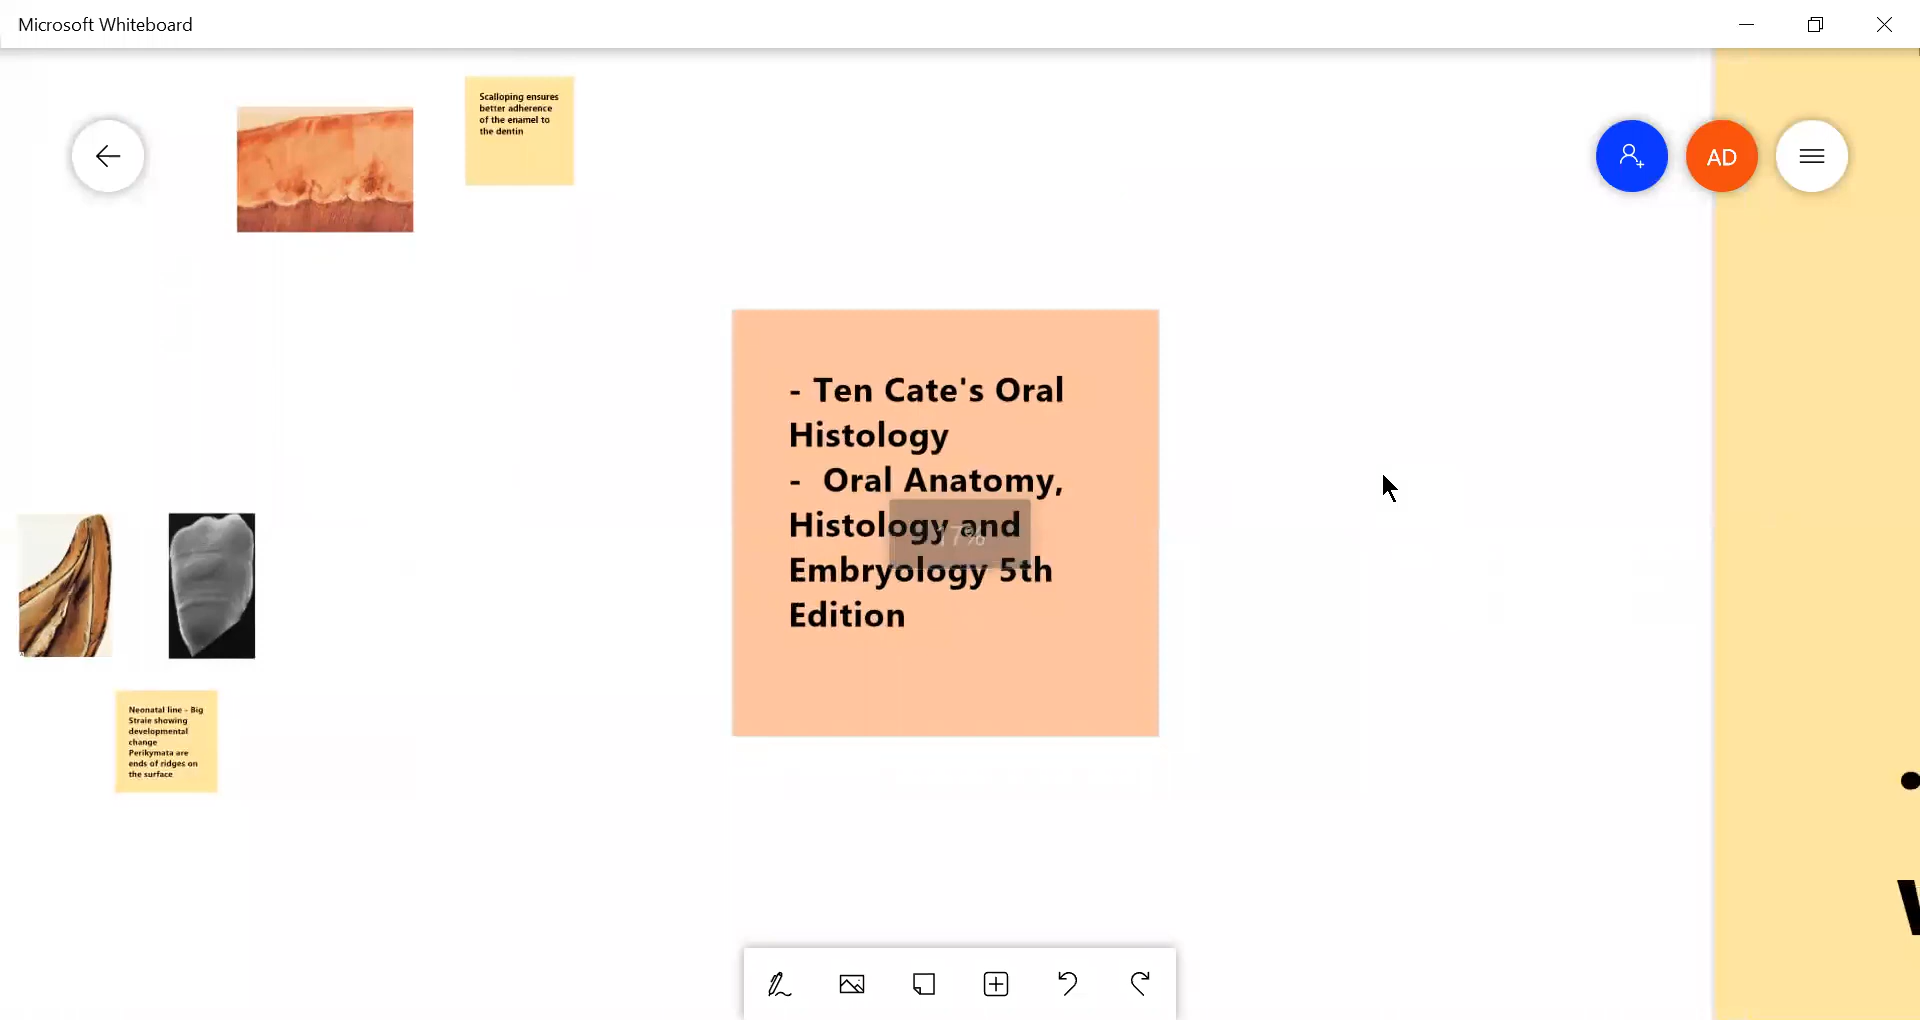 Microsoft Whiteboard
Scalloping ensures
better adherence
of the enamel to
the dentin
AD
- Ten Cate's Oral
Histology
- Oral Anatomy,
Histology and
17%
Embryology 5th
Edition
Neonatal line - Big
Straie showing
developmental
change
Perikymata are
ends of ridges on
the surface